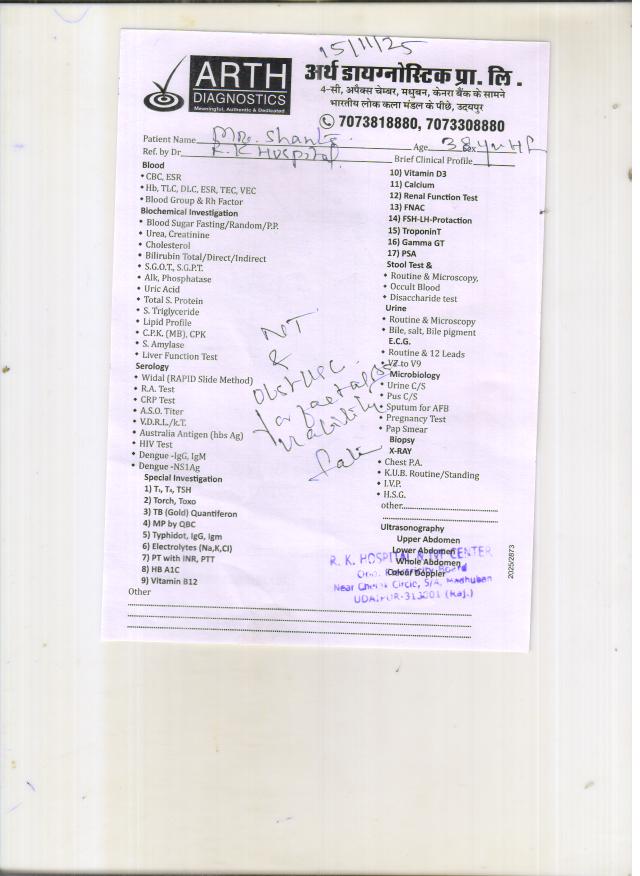 15/11/25
ARTH
DIAGNOSTICS
Meaningful, Authentic & Dedicated
अर्थ डायग्नोस्टिक प्रा. लि.
4-सी, अपैक्स चेम्बर, मधुबन, केनरा बैंक के सामने
भारतीय लोक कला मंडल के पीछे, उदयपुर
7073818880, 7073308880
Patient Name Mrs. Shanti Age 38 yr Sex F
Ref. by Dr R.K Hospital Brief Clinical Profile
Blood
• CBC, ESR
• Hb, TLC, DLC, ESR, TEC, VEC
• Blood Group & Rh Factor
Biochemical Investigation
• Blood Sugar Fasting/Random/P.P.
• Urea, Creatinine
• Cholesterol
• Bilirubin Total/Direct/Indirect
• S.G.O.T., S.G.P.T.
• Alk, Phosphatase
• Uric Acid
• Total S. Protein
• S. Triglyceride
• Lipid Profile
• C.P.K. (MB), CPK
• S. Amylase
• Liver Function Test
Serology
• Widal (RAPID Slide Method)
• R.A. Test
• CRP Test
• A.S.O. Titer
• V.D.R.L./k.T.
• Australia Antigen (hbs Ag)
• HIV Test
• Dengue -IgG, IgM
• Dengue -NS1Ag
Special Investigation
1) T₃, T₄, TSH
2) Torch, Toxo
3) TB (Gold) Quantiferon
4) MP by QBC
5) Typhidot, IgG, Igm
6) Electrolytes (Na,K,Cl)
7) PT with INR, PTT
8) HB A1C
9) Vitamin B12
Other
10) Vitamin D3
11) Calcium
12) Renal Function Test
13) FNAC
14) FSH-LH-Protaction
15) TroponinT
16) Gamma GT
17) PSA
Stool Test &
• Routine & Microscopy,
• Occult Blood
• Disaccharide test
Urine
• Routine & Microscopy
• Bile, salt, Bile pigment
E.C.G.
• Routine & 12 Leads
• VZ to V9
Microbiology
• Urine C/S
• Pus C/S
• Sputum for AFB
• Pregnancy Test
• Pap Smear
Biopsy
X-RAY
• Chest P.A.
• K.U.B. Routine/Standing
• I.V.P.
• H.S.G.
other
Ultrasonography
Upper Abdomen
Lower Abdomen
Whole Abdomen
Colour Doppler
NT
&
Obst
for foetal
viability
R. K. HOSPITAL & CENTER
Near Circle, 5/A, Madhuban
UDAIPUR-313001 (Raj.)
2025/2873